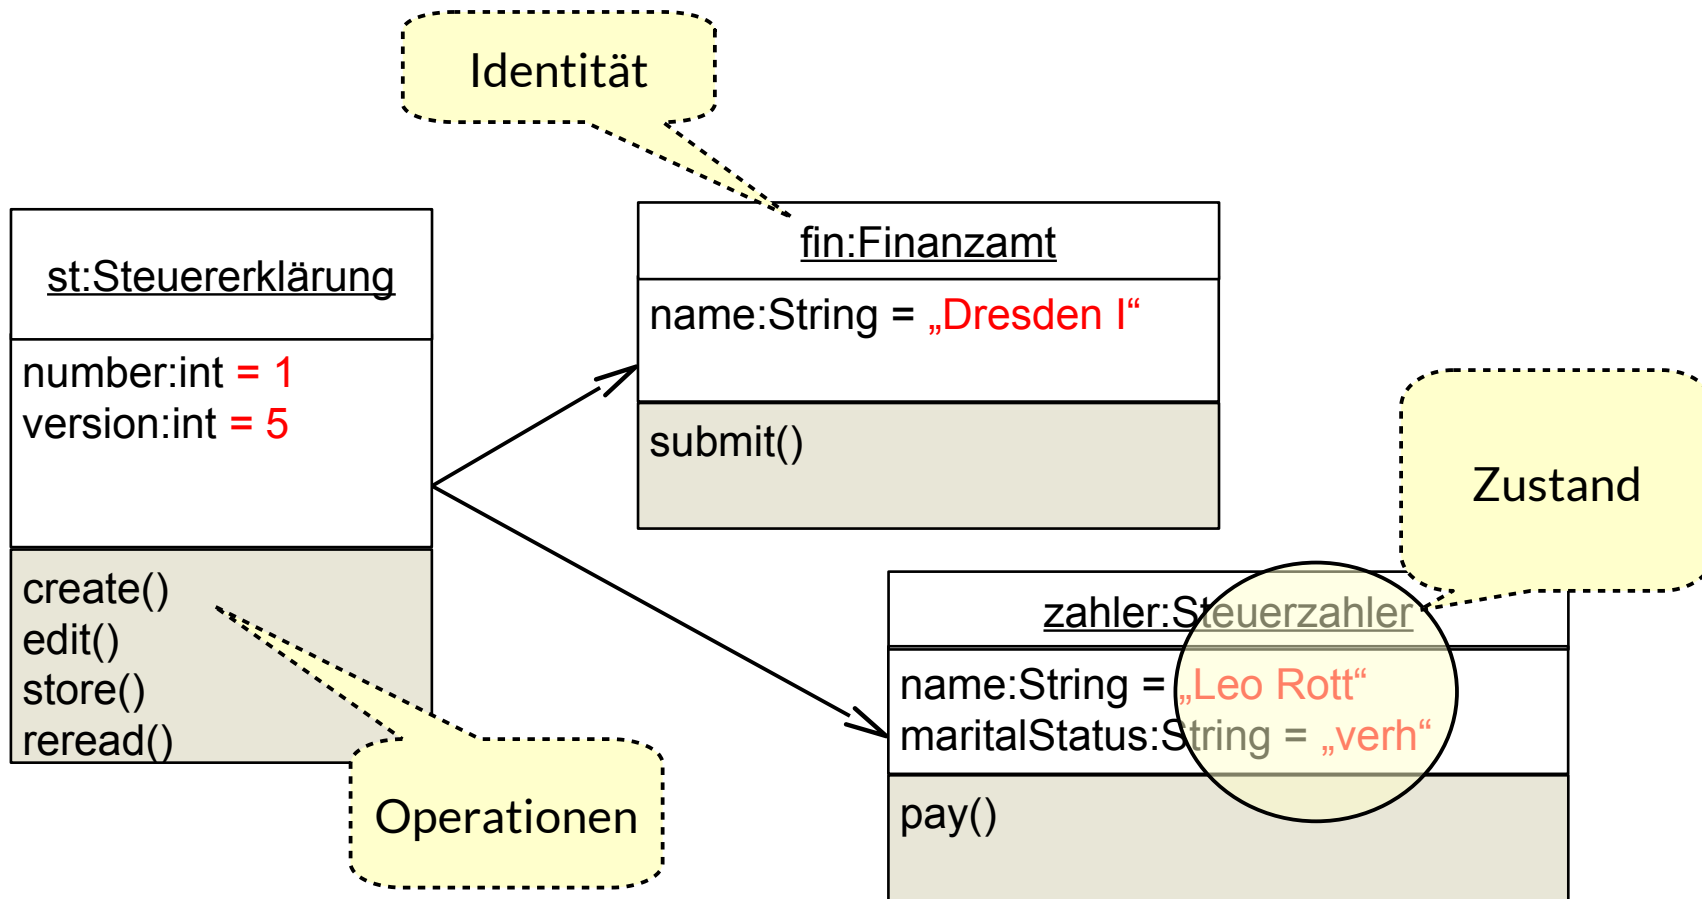 Identität
st:Steuererklärung
number:int = 1
version:int = 5
create()
edit()
store()
reread()
Operationen
fin:Finanzamt
name:String = „Dresden I“
submit()
Zustand
zahler:Steuerzahler
name:String = „Leo Rott“
maritalStatus:String = „verh“
pay()